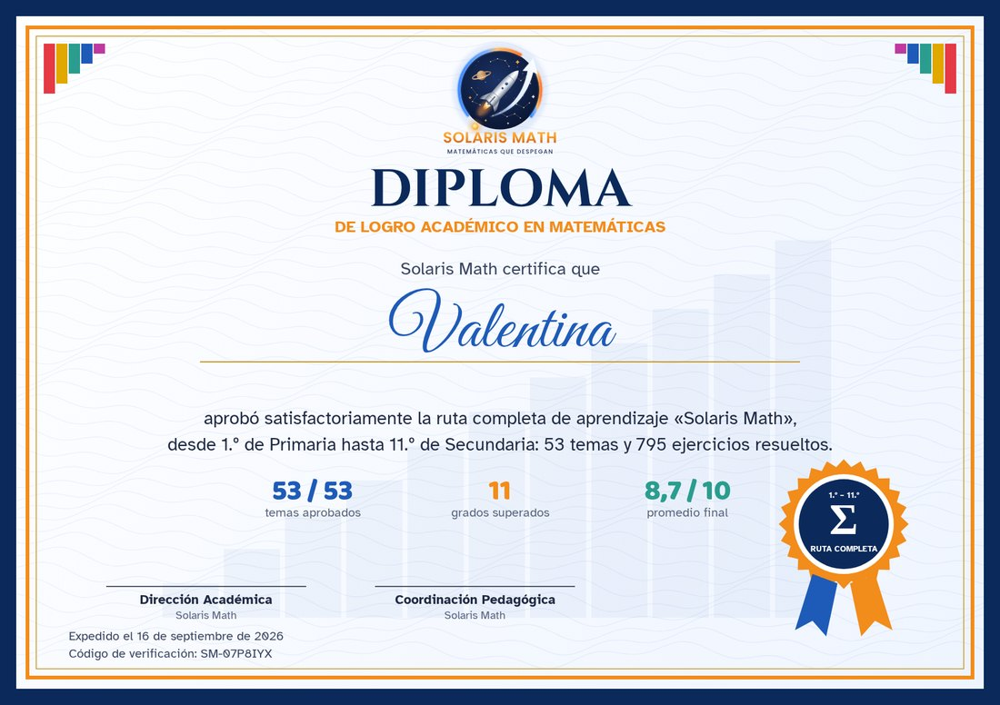 SOLARIS MATH
MATEMÁTICAS QUE DESPEGAN
DIPLOMA
DE LOGRO ACADÉMICO EN MATEMÁTICAS
Solaris Math certifica que
Valentina
aprobó satisfactoriamente la ruta completa de aprendizaje «Solaris Math»,
desde 1.º de Primaria hasta 11.º de Secundaria: 53 temas y 795 ejercicios resueltos.
53 / 53
temas aprobados
11
grados superados
8,7 / 10
promedio final
1.º – 11.º
Σ
RUTA COMPLETA
Dirección Académica
Solaris Math
Coordinación Pedagógica
Solaris Math
Expedido el 16 de septiembre de 2026
Código de verificación: SM-07P8IYX